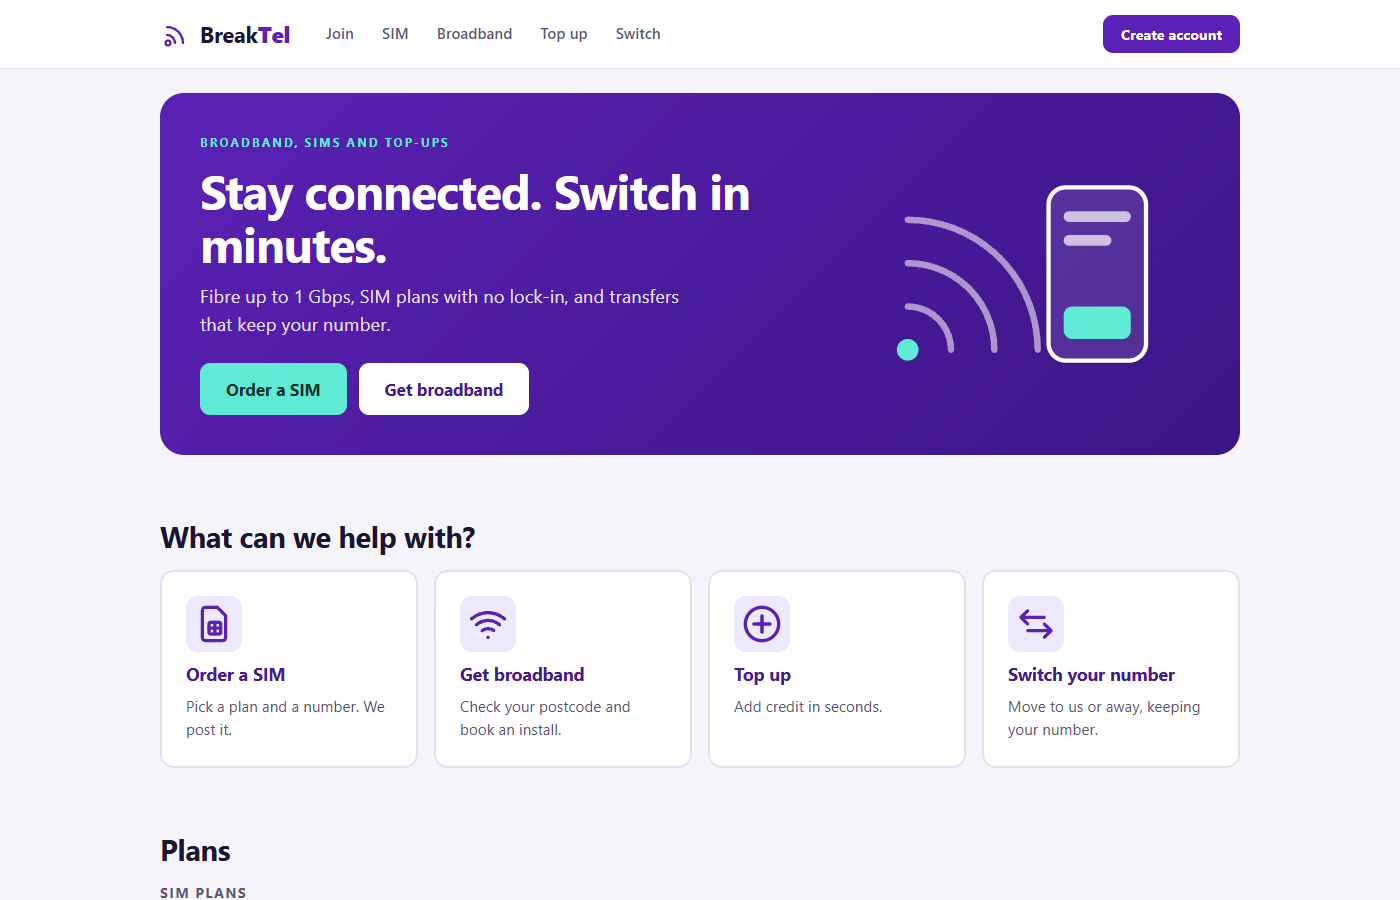 BreakTel
Join
SIM
Broadband
Top up
Switch
Create account
BROADBAND, SIMS AND TOP-UPS
Stay connected. Switch in
minutes.
Fibre up to 1 Gbps, SIM plans with no lock-in, and transfers
that keep your number.
Order a SIM
Get broadband
What can we help with?
Order a SIM
Pick a plan and a number. We
post it.
Get broadband
Check your postcode and
book an install.
Top up
Add credit in seconds.
Switch your number
Move to us or away, keeping
your number.
Plans
SIM PLANS